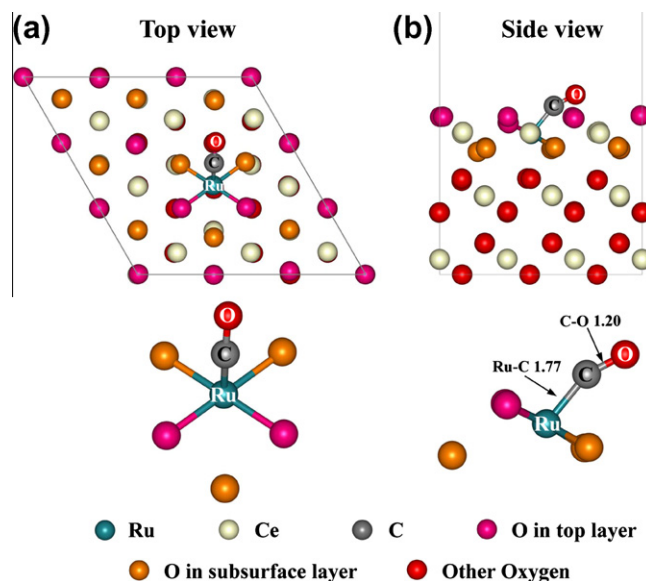 (a) Top view
(b) Side view
O
C
Ru
O
C
O
C
Ru
C-O 1.20
O
C
Ru-C 1.77
Ru
Ru Ce C O in top layer
O in subsurface layer Other Oxygen